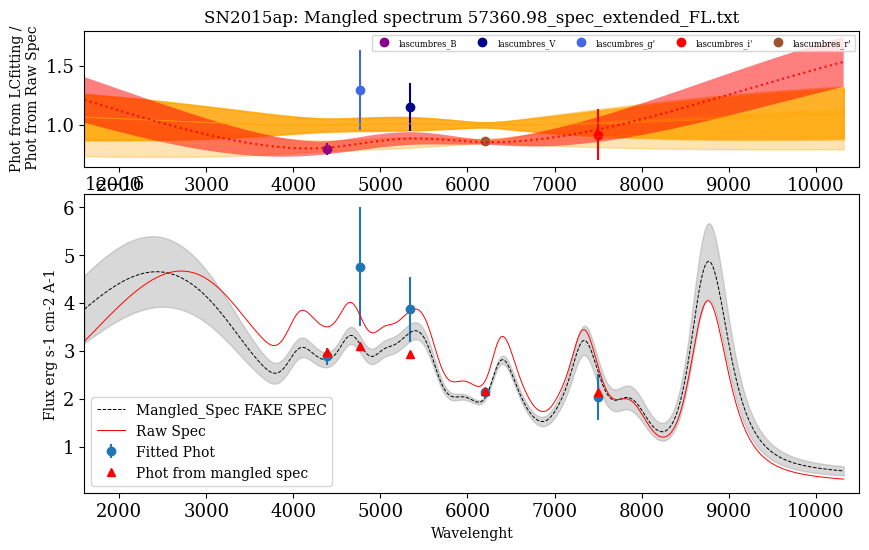 SN2015ap: Mangled spectrum 57360.98_spec_extended_FL.txt
Phot from LCfitting /
Phot from Raw Spec
lascumbres_B lascumbres_V lascumbres_g' lascumbres_i' lascumbres_r'
1.5
1.0
2000 3000 4000 5000 6000 7000 8000 9000 10000
1e−16
Flux erg s-1 cm-2 A-1
6
5
4
3
2
1
Mangled_Spec FAKE SPEC
Raw Spec
Fitted Phot
Phot from mangled spec
2000 3000 4000 5000 6000 7000 8000 9000 10000
Wavelenght